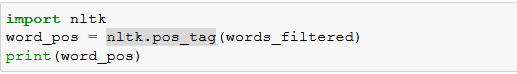 import nltk
word_pos = nltk.pos_tag(words_filtered)
print(word_pos)